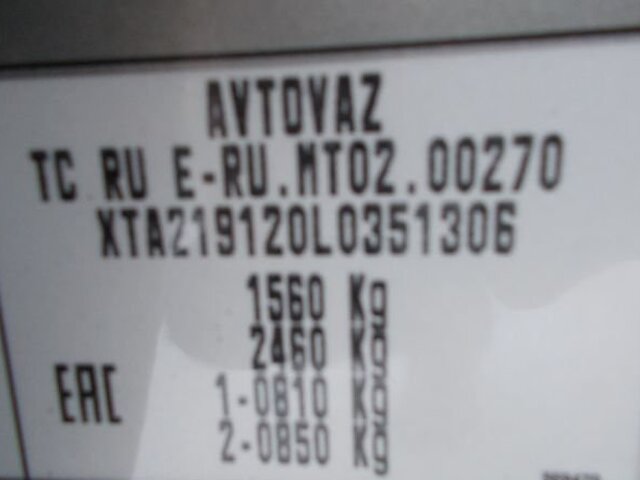 AVTOVAZ
TC RU E-RU.MT02.00270
XTA219120L0351306
1560 Kg
2460 Kg
EAC
1-0810 Kg
2-0850 Kg